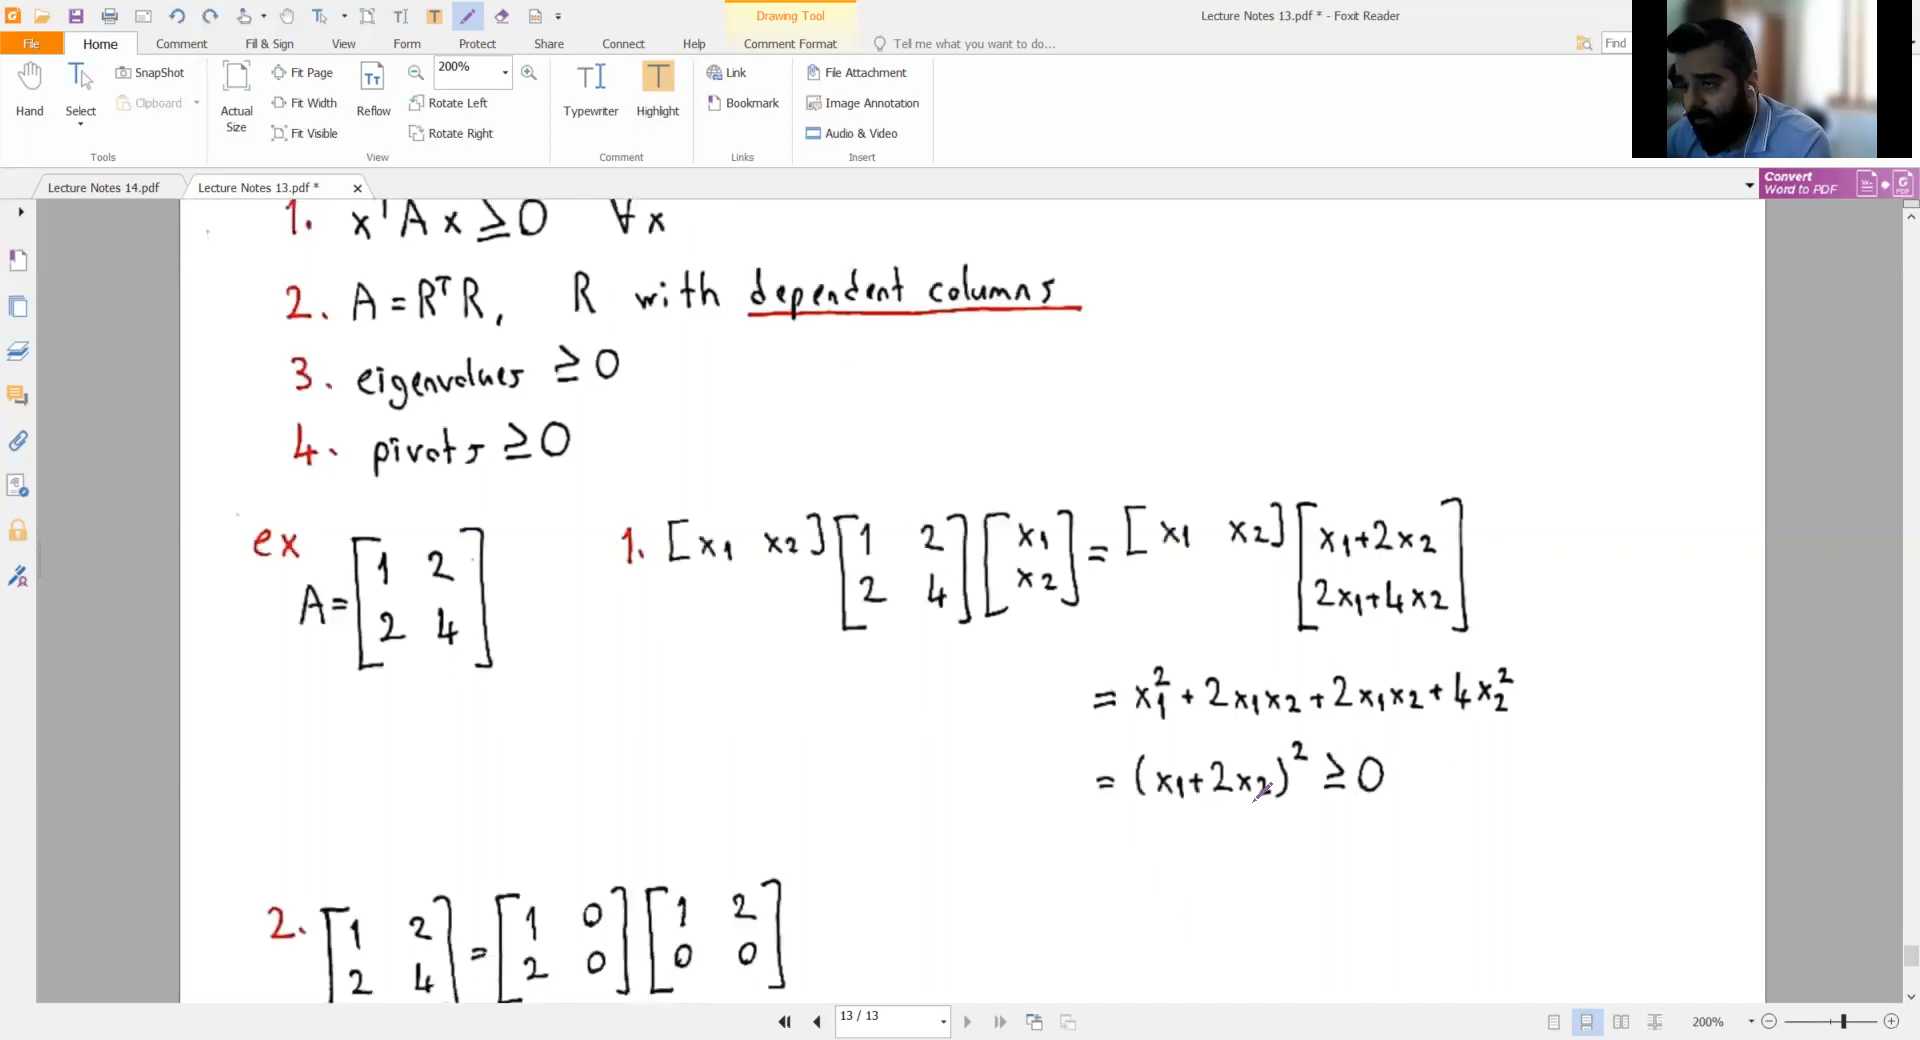 Drawing Tool
Lecture Notes 13.pdf * - Foxit Reader
File Home Comment Fill & Sign View Form Protect Share Connect Help Comment Format Tell me what you want to do... Find
Hand
Select
SnapShot
Clipboard
Tools
Actual Size
Fit Page
Fit Width
Fit Visible
Reflow
200%
Rotate Left
Rotate Right
View
Typewriter
Highlight
Comment
Link
Bookmark
Links
File Attachment
Image Annotation
Audio & Video
Insert
Lecture Notes 14.pdf
Lecture Notes 13.pdf *
Convert
Word to PDF
1. xᵀAx ≥ 0 ∀x
2. A = RᵀR, R with dependent columns
3. eigenvalues ≥ 0
4. pivots ≥ 0
ex A = [1 2; 2 4]
1. [x₁ x₂] [1 2; 2 4] [x₁; x₂] = [x₁ x₂] [x₁+2x₂; 2x₁+4x₂]
= x₁² + 2x₁x₂ + 2x₁x₂ + 4x₂²
= (x₁+2x₂)² ≥ 0
2. [1 2; 2 4] = [1 0; 2 0] [1 2; 0 0]
13 / 13
200%